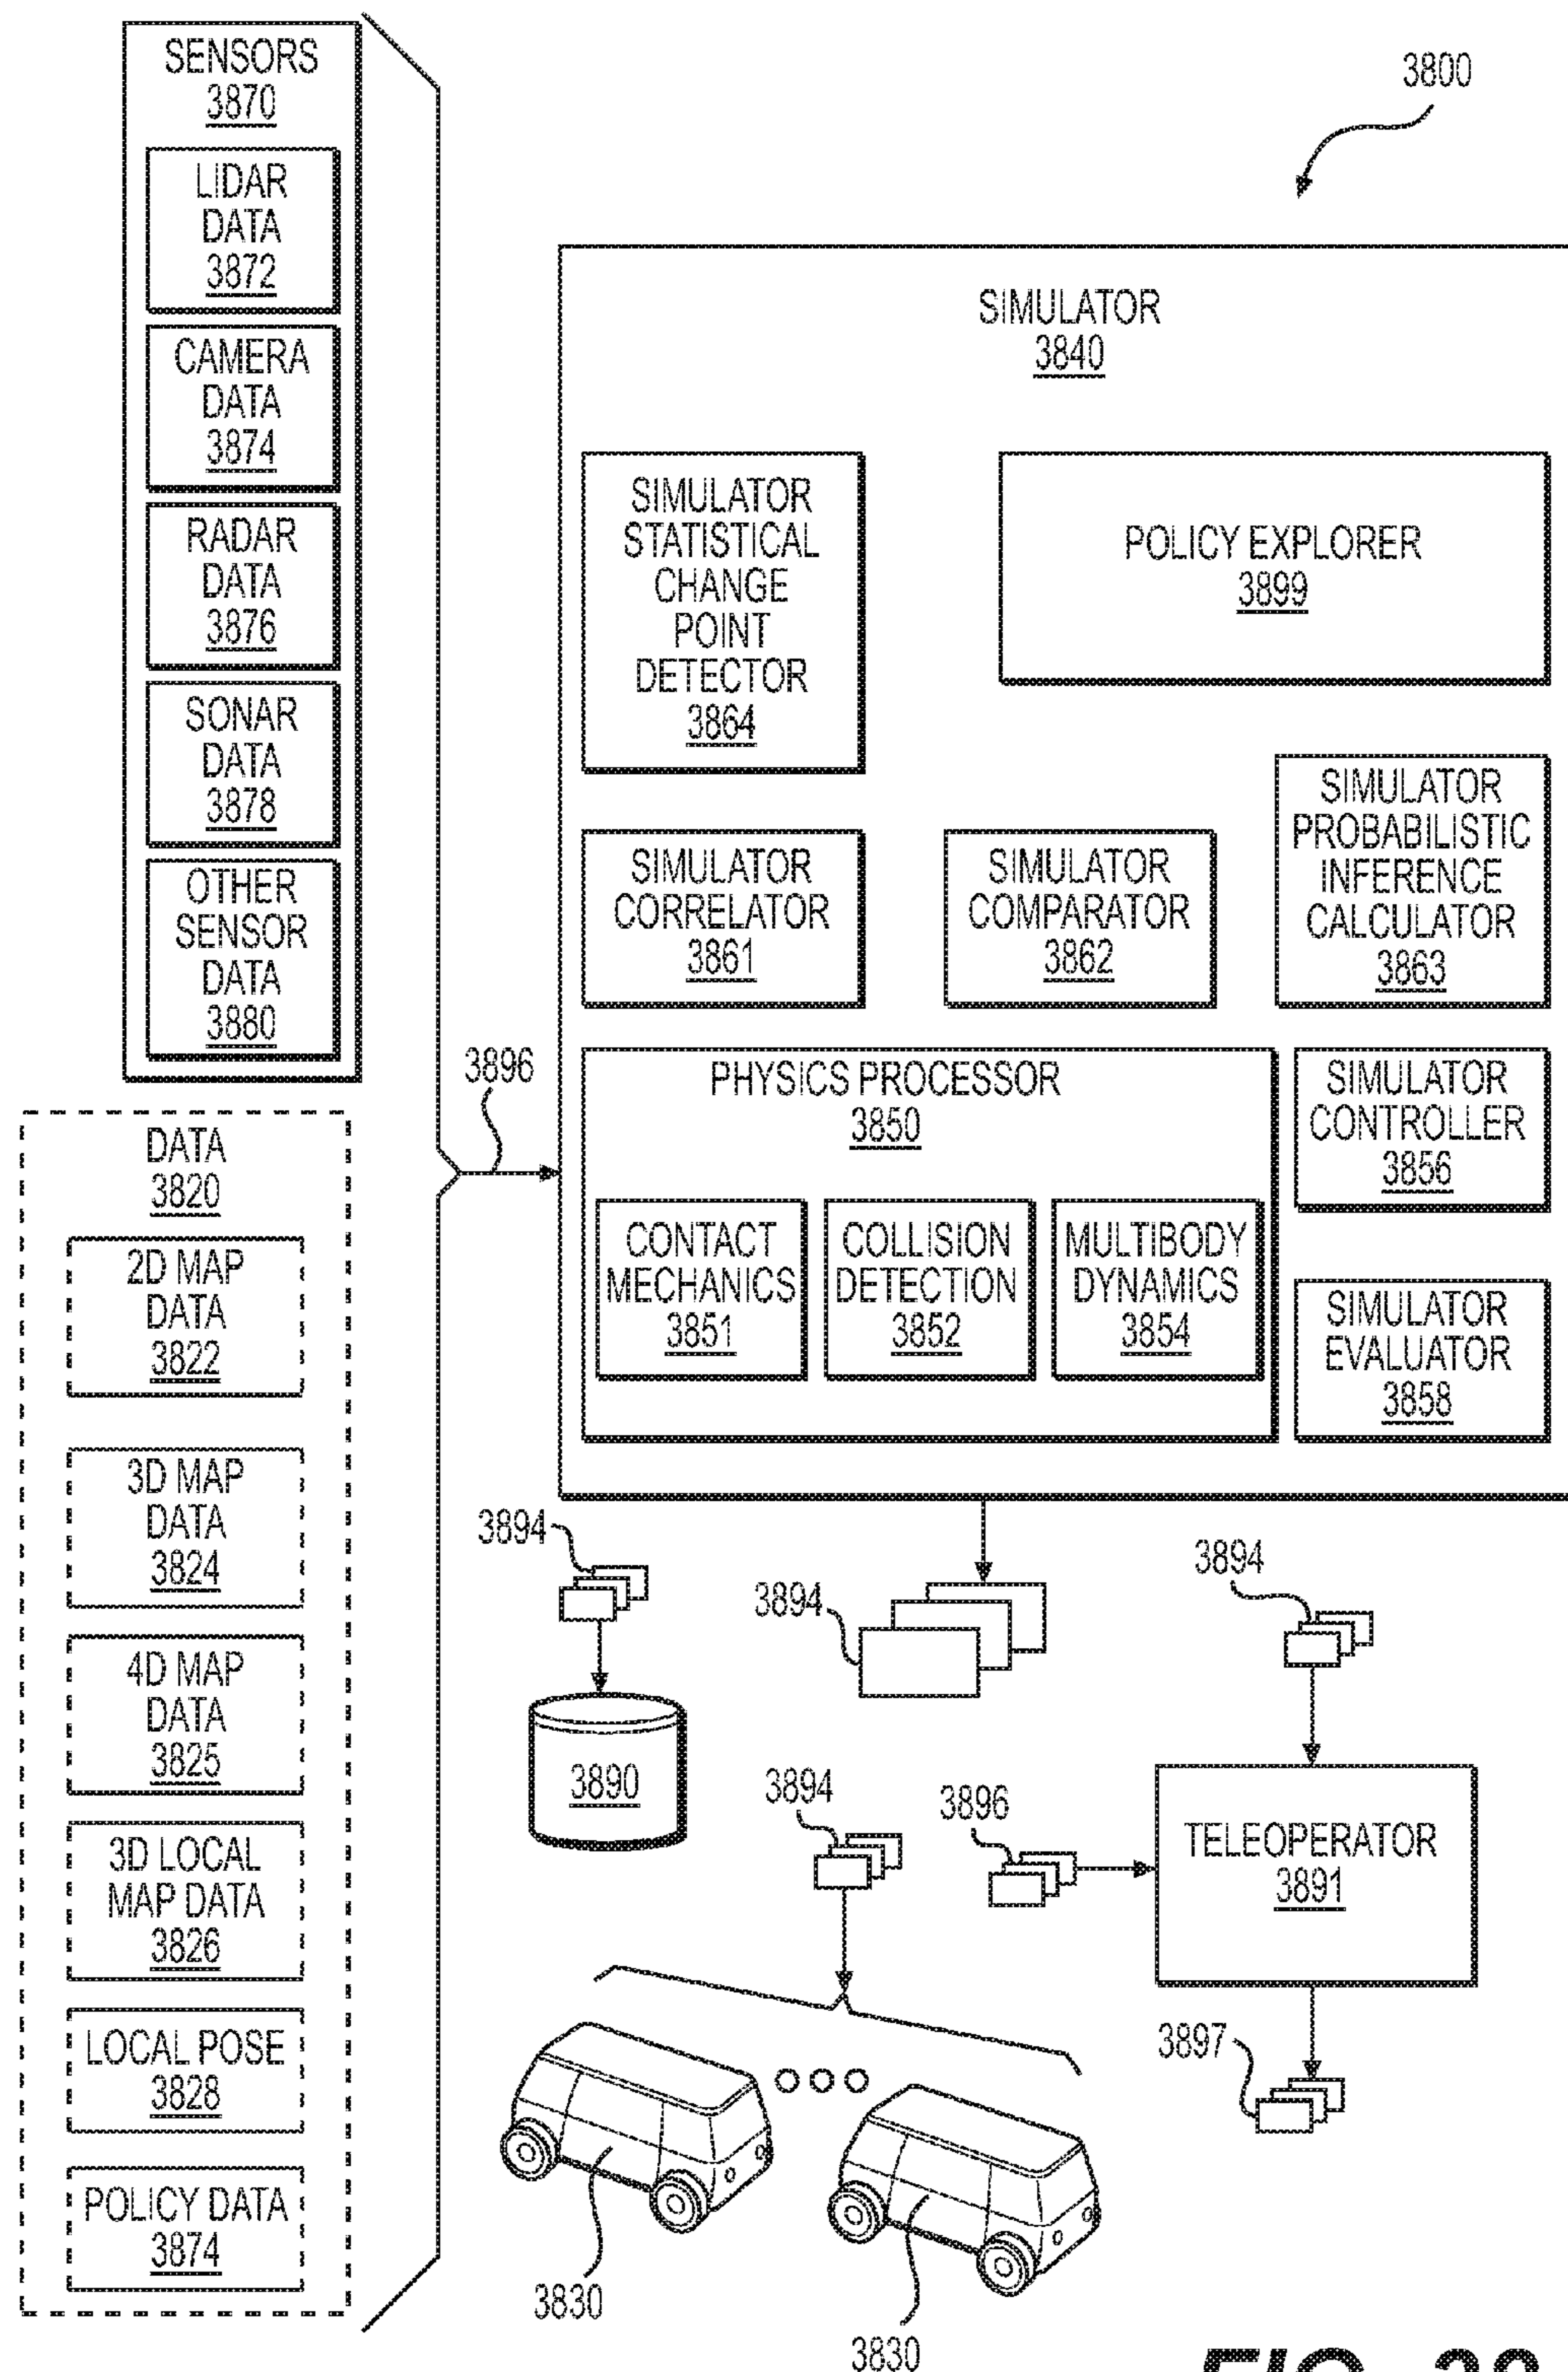 SENSORS
3870
LIDAR
DATA
3872
CAMERA
DATA
3874
RADAR
DATA
3876
SONAR
DATA
3878
OTHER
SENSOR
DATA
3880
DATA
3820
2D MAP
DATA
3822
3D MAP
DATA
3824
4D MAP
DATA
3825
3D LOCAL
MAP DATA
3826
LOCAL POSE
3828
POLICY DATA
3874
3896
3800
SIMULATOR
3840
SIMULATOR
STATISTICAL
CHANGE
POINT
DETECTOR
3864
POLICY EXPLORER
3899
SIMULATOR
CORRELATOR
3861
SIMULATOR
COMPARATOR
3862
SIMULATOR
PROBABILISTIC
INFERENCE
CALCULATOR
3863
PHYSICS PROCESSOR
3850
CONTACT
MECHANICS
3851
COLLISION
DETECTION
3852
MULTIBODY
DYNAMICS
3854
SIMULATOR
CONTROLLER
3856
SIMULATOR
EVALUATOR
3858
3894
3894
3894
3890
3894
3896
TELEOPERATOR
3891
3897
3830
3830
FIG. 38